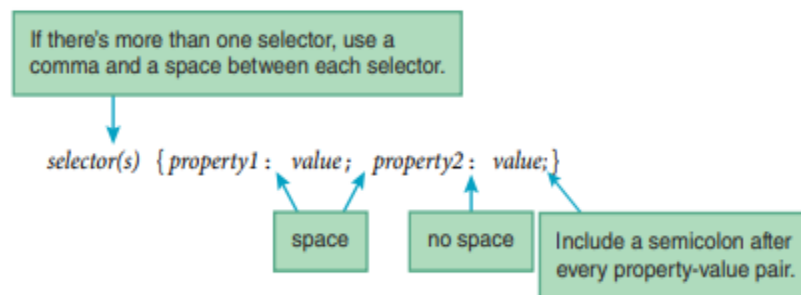 If there's more than one selector, use a
comma and a space between each selector.
selector(s) {property1: value; property2: value;}
space
no space
Include a semicolon after
every property-value pair.